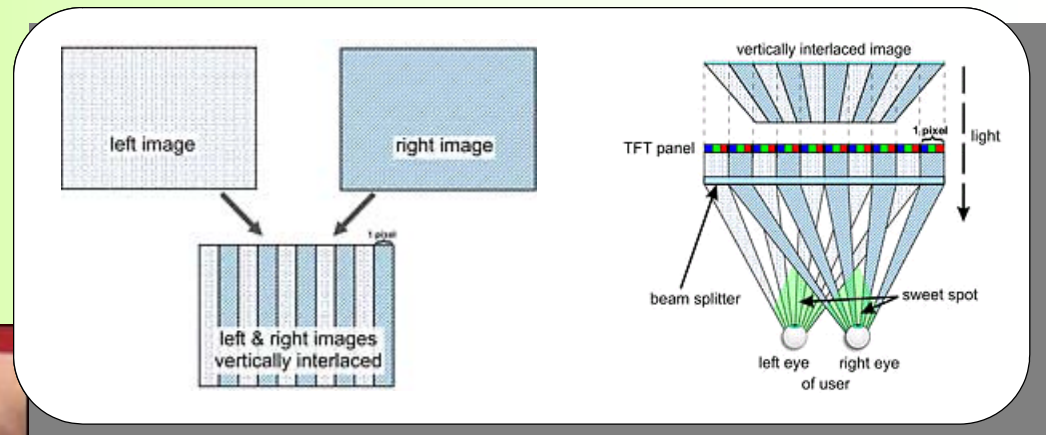 left image
right image
1 pixel
left & right images
vertically interlaced
vertically interlaced image
1 pixel
TFT panel
light
beam splitter
sweet spot
left eye
right eye
of user